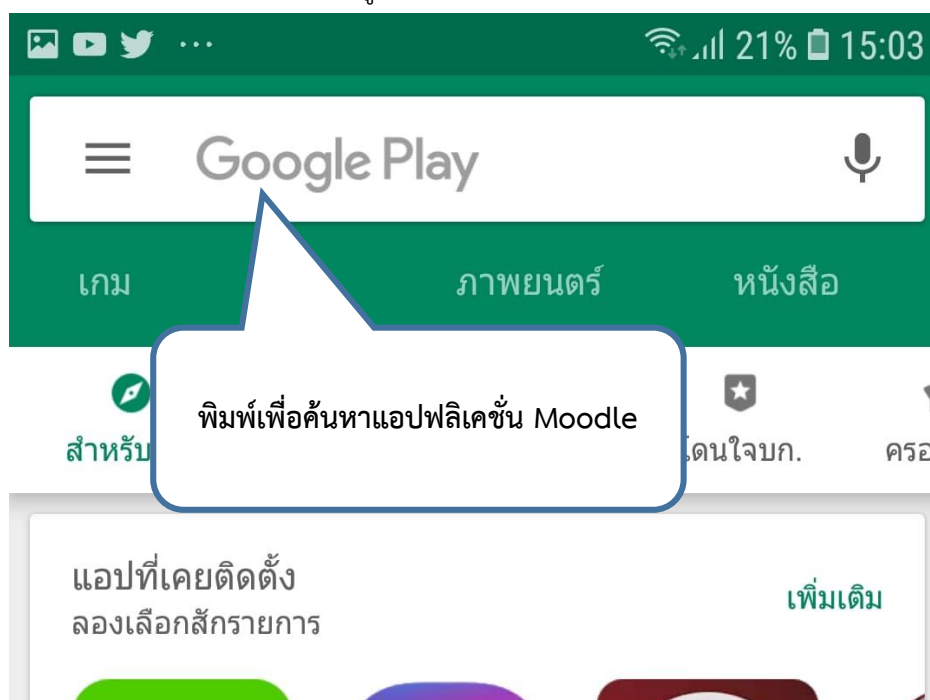 21% 15:03
Google Play
เกม ภาพยนตร์ หนังสือ
พิมพ์เพื่อค้นหาแอปฟลิเคชั่น Moodle
สำหรับ โดนใจบก. ครอ
แอปที่เคยติดตั้ง
ลองเลือกสักรายการ
เพิ่มเติม